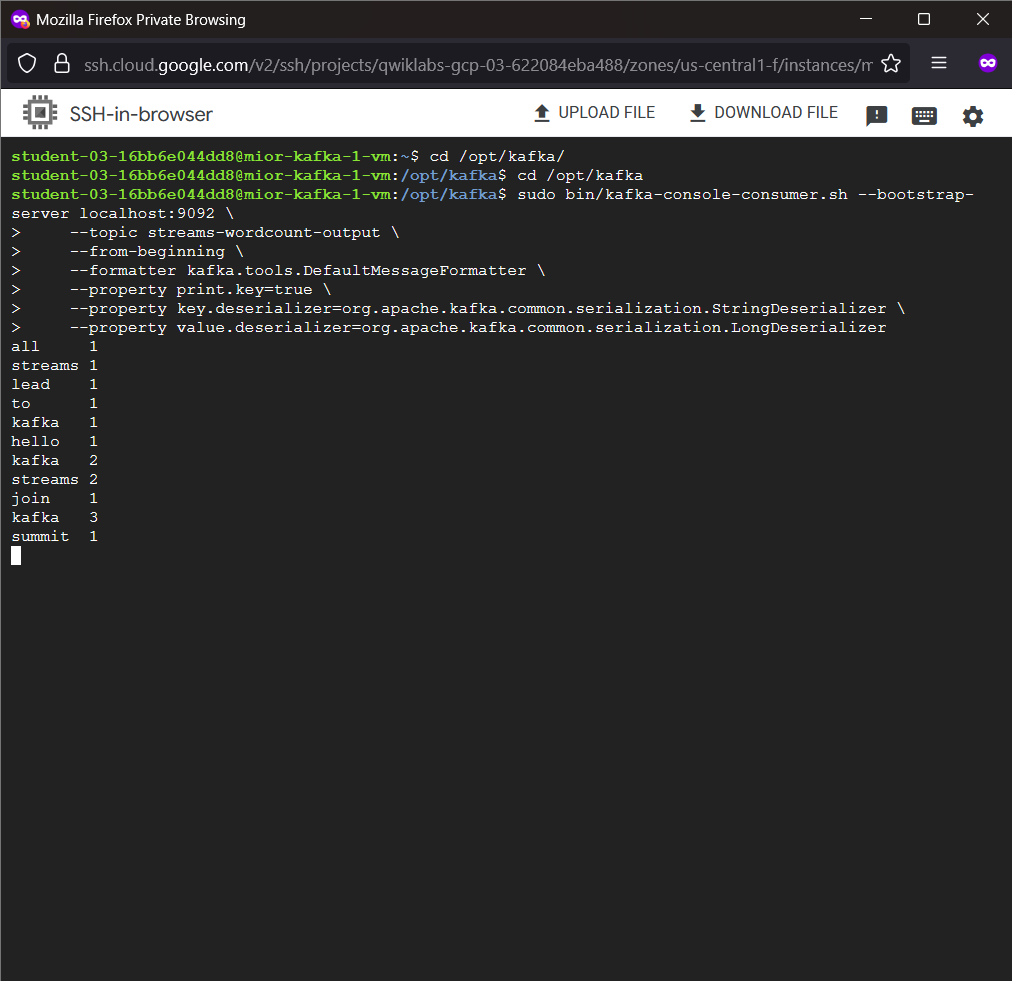 Mozilla Firefox Private Browsing
ssh.cloud.google.com/v2/ssh/projects/qwiklabs-gcp-03-622084eba488/zones/us-central1-f/instances/m
SSH-in-browser
UPLOAD FILE
DOWNLOAD FILE
student-03-16bb6e044dd8@mior-kafka-1-vm:~$ cd /opt/kafka/
student-03-16bb6e044dd8@mior-kafka-1-vm:/opt/kafka$ cd /opt/kafka
student-03-16bb6e044dd8@mior-kafka-1-vm:/opt/kafka$ sudo bin/kafka-console-consumer.sh --bootstrap-
server localhost:9092 \
>     --topic streams-wordcount-output \
>     --from-beginning \
>     --formatter kafka.tools.DefaultMessageFormatter \
>     --property print.key=true \
>     --property key.deserializer=org.apache.kafka.common.serialization.StringDeserializer \
>     --property value.deserializer=org.apache.kafka.common.serialization.LongDeserializer
all     1
streams 1
lead    1
to      1
kafka   1
hello   1
kafka   2
streams 2
join    1
kafka   3
summit  1